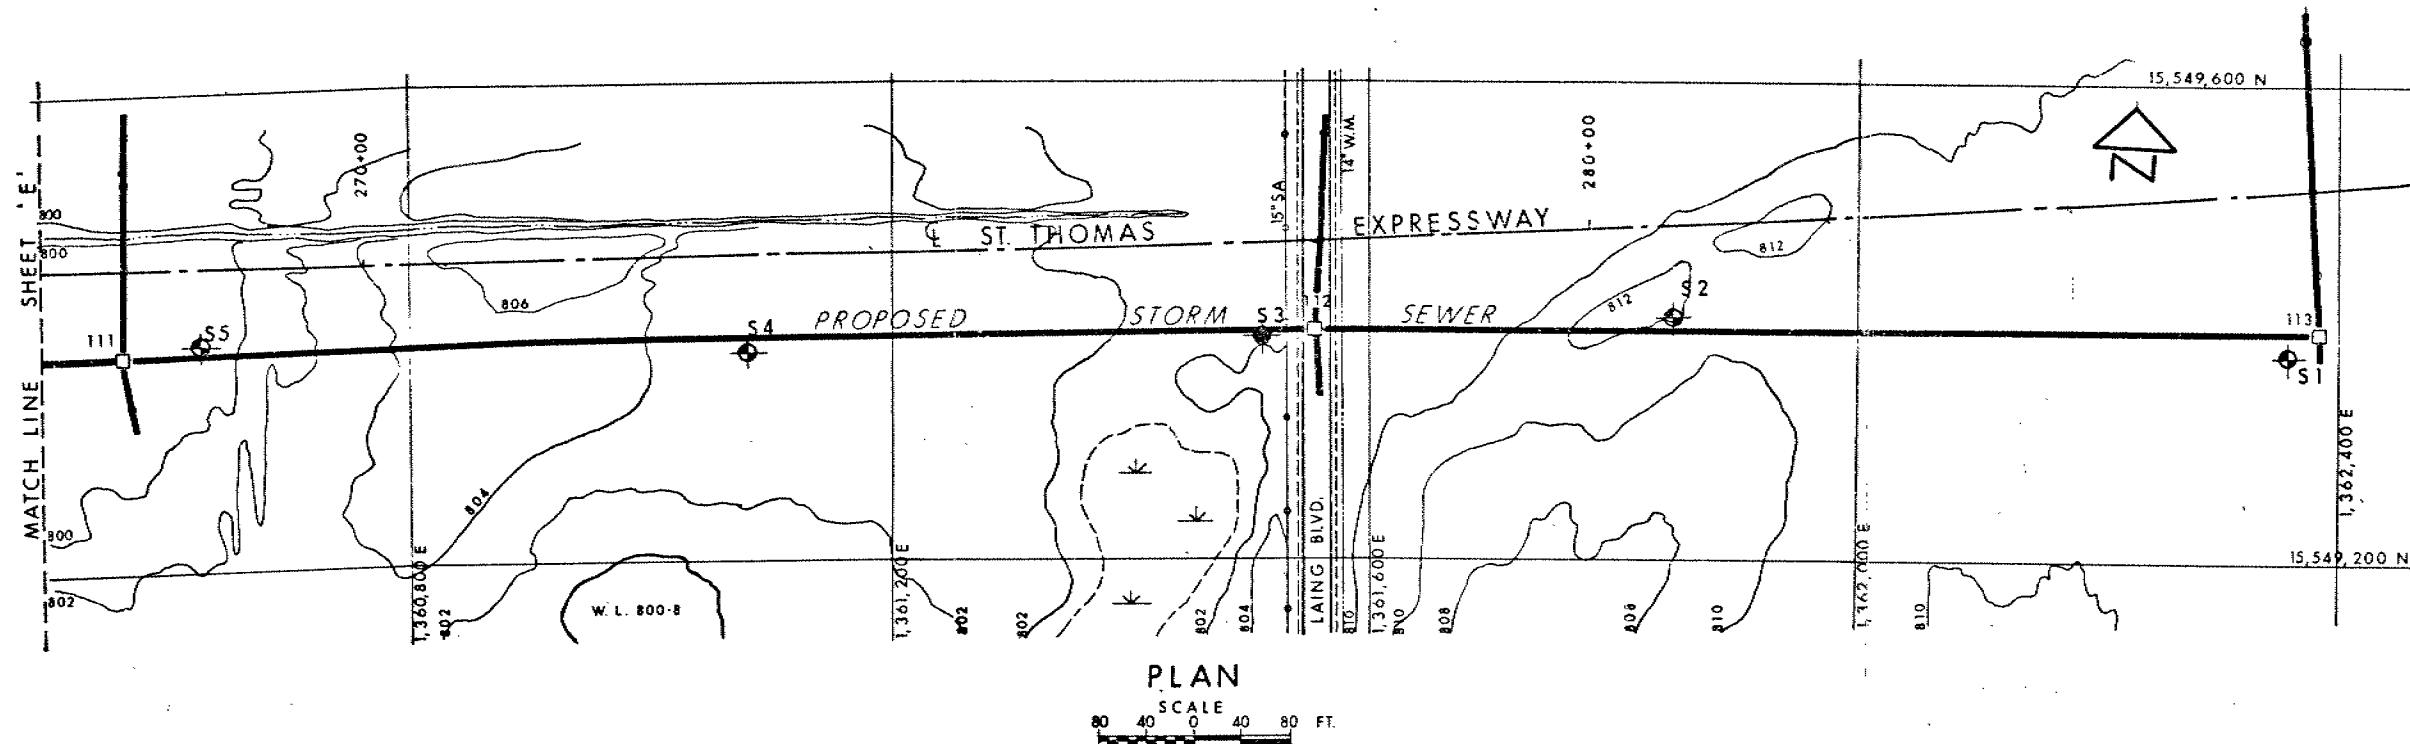 15,549,600 N
270+00
280+00
14" W.M.
15" SA
MATCH LINE SHEET 'E'
800
800
℄ ST. THOMAS EXPRESSWAY
812
806
812
S2
PROPOSED STORM SEWER
S3
112
113
S4
S5
111
S1
804
800
802
1,360,800 E
802
W. L. 800·8
1,361,200 E
802
802
802
804
LAING BLVD.
810
1,361,600 E
810
808
808
810
1,362,000 E
810
1,362,400 E
15,549,200 N
PLAN
SCALE
80 40 0 40 80 FT.
N